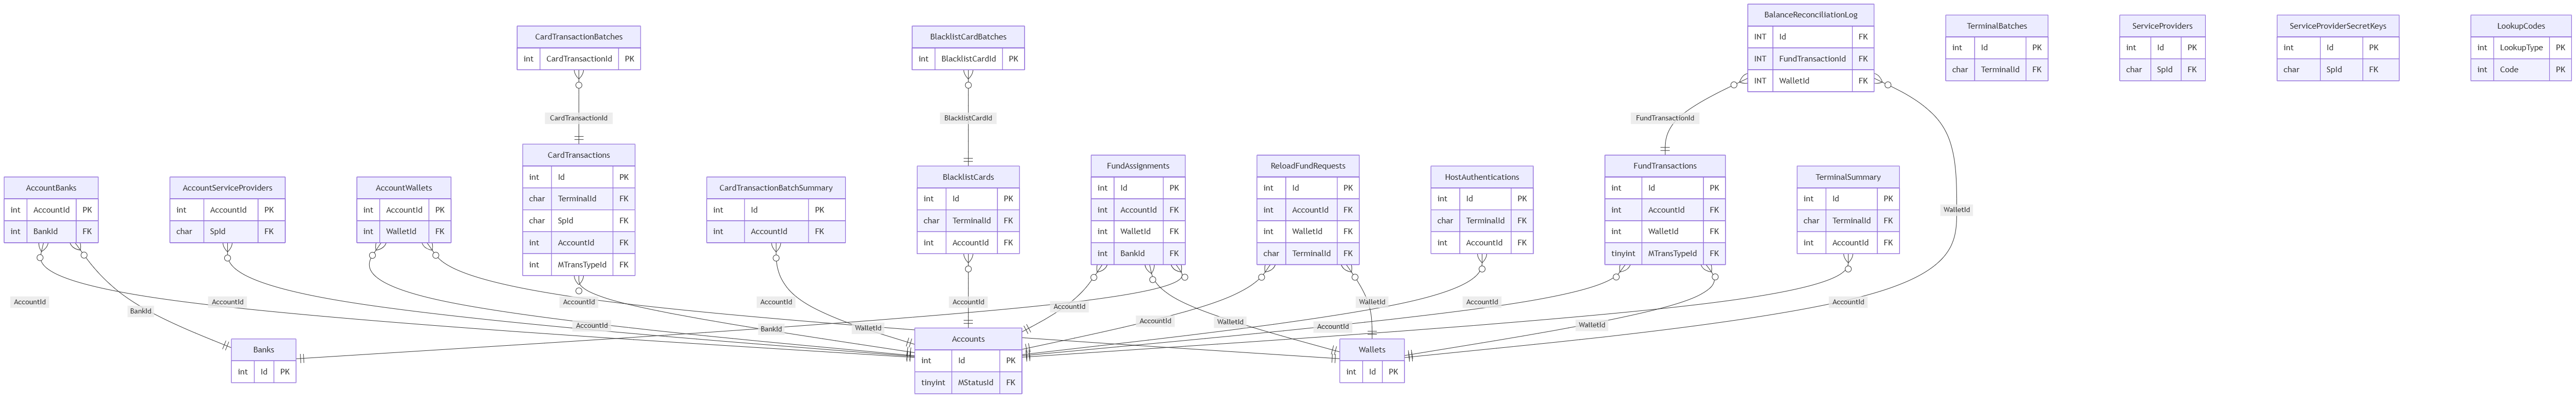 CardTransactionBatches
int CardTransactionId PK
BlacklistCardBatches
int BlacklistCardId PK
BalanceReconciliationLog
INT Id FK
INT FundTransactionId FK
INT WalletId FK
TerminalBatches
int Id PK
char TerminalId FK
ServiceProviders
int Id PK
char SpId FK
ServiceProviderSecretKeys
int Id PK
char SpId FK
LookupCodes
int LookupType PK
int Code PK
CardTransactionId
BlacklistCardId
FundTransactionId
WalletId
AccountBanks
int AccountId PK
int BankId FK
AccountServiceProviders
int AccountId PK
char SpId FK
AccountWallets
int AccountId PK
int WalletId FK
CardTransactions
int Id PK
char TerminalId FK
char SpId FK
int AccountId FK
int MTransTypeId FK
CardTransactionBatchSummary
int Id PK
int AccountId FK
BlacklistCards
int Id PK
char TerminalId FK
int AccountId FK
FundAssignments
int Id PK
int AccountId FK
int WalletId FK
int BankId FK
ReloadFundRequests
int Id PK
int AccountId FK
int WalletId FK
char TerminalId FK
HostAuthentications
int Id PK
char TerminalId FK
int AccountId FK
FundTransactions
int Id PK
int AccountId FK
int WalletId FK
tinyint MTransTypeId FK
TerminalSummary
int Id PK
char TerminalId FK
int AccountId FK
AccountId
BankId
AccountId
AccountId
AccountId
AccountId
BankId
AccountId
WalletId
AccountId
AccountId
WalletId
AccountId
WalletId
AccountId
AccountId
WalletId
AccountId
Banks
int Id PK
Accounts
int Id PK
tinyint MStatusId FK
Wallets
int Id PK